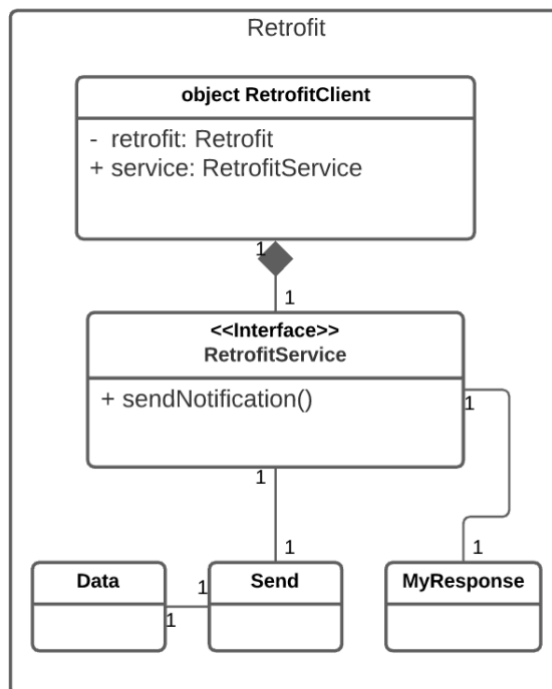 Retrofit
object RetrofitClient
- retrofit: Retrofit
+ service: RetrofitService
1
1
<<Interface>>
RetrofitService
+ sendNotification()
1
1
1
1
Data
1
Send
MyResponse
1